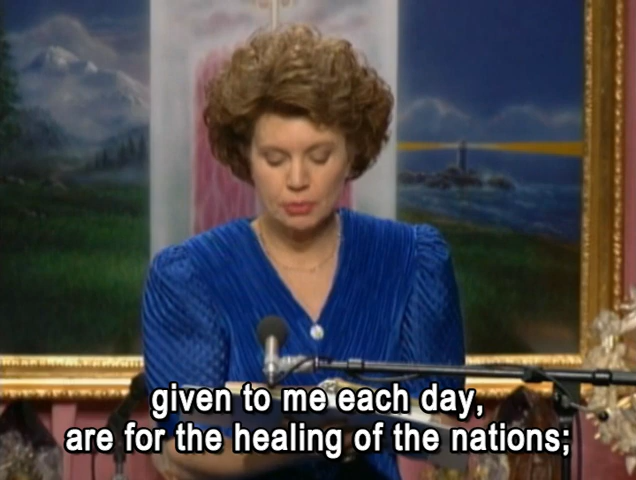 given to me each day,
are for the healing of the nations;